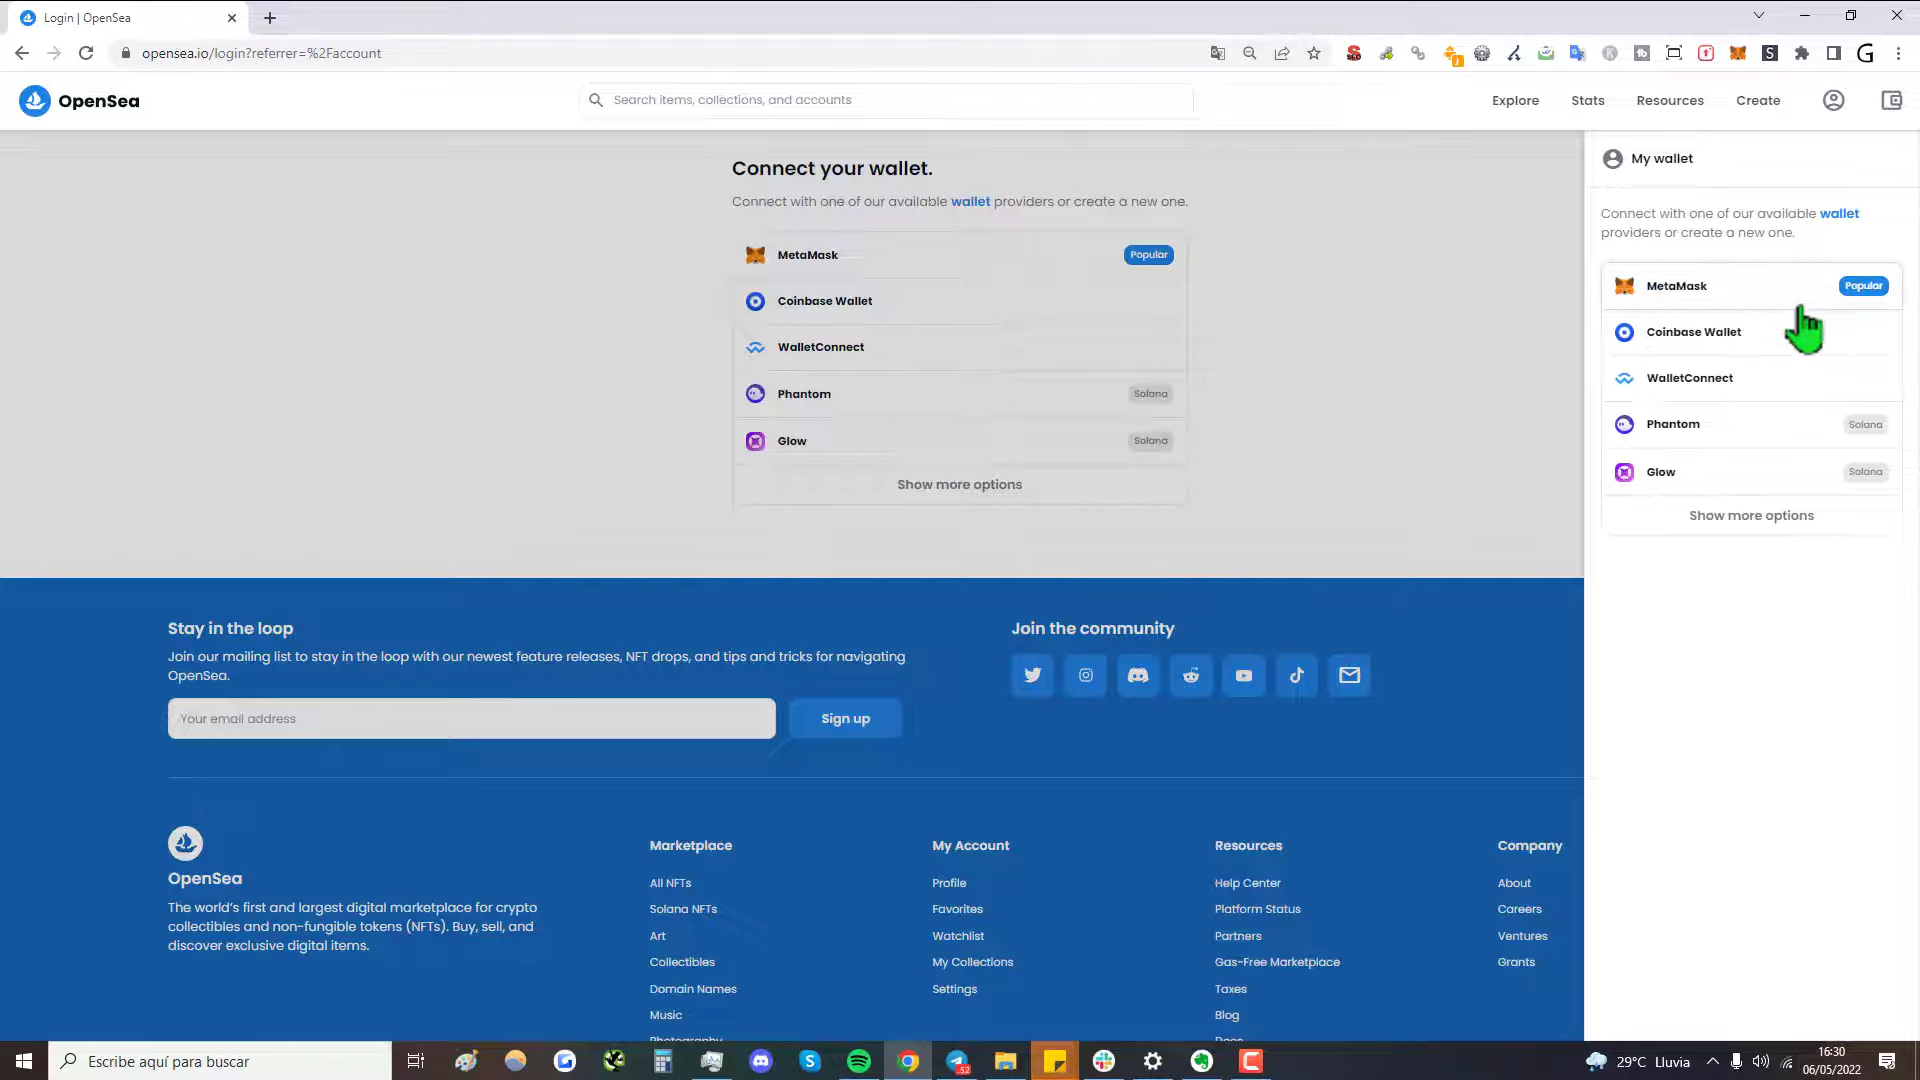 Login | OpenSea
opensea.io/login?referrer=%2Faccount
OpenSea
Search items, collections, and accounts
Explore
Stats
Resources
Create
Connect your wallet.
Connect with one of our available wallet providers or create a new one.
MetaMask
Popular
Coinbase Wallet
WalletConnect
Phantom
Solana
Glow
Solana
Show more options
My wallet
Connect with one of our available wallet
providers or create a new one.
MetaMask
Popular
Coinbase Wallet
WalletConnect
Phantom
Solana
Glow
Solana
Show more options
Stay in the loop
Join our mailing list to stay in the loop with our newest feature releases, NFT drops, and tips and tricks for navigating
OpenSea.
Your email address
Sign up
Join the community
OpenSea
The world's first and largest digital marketplace for crypto
collectibles and non-fungible tokens (NFTs). Buy, sell, and
discover exclusive digital items.
Marketplace
All NFTs
Solana NFTs
Art
Collectibles
Domain Names
Music
Photography
My Account
Profile
Favorites
Watchlist
My Collections
Settings
Resources
Help Center
Platform Status
Partners
Gas-Free Marketplace
Taxes
Blog
Docs
Company
About
Careers
Ventures
Grants
Escribe aquí para buscar
29°C Lluvia
16:30
06/05/2022